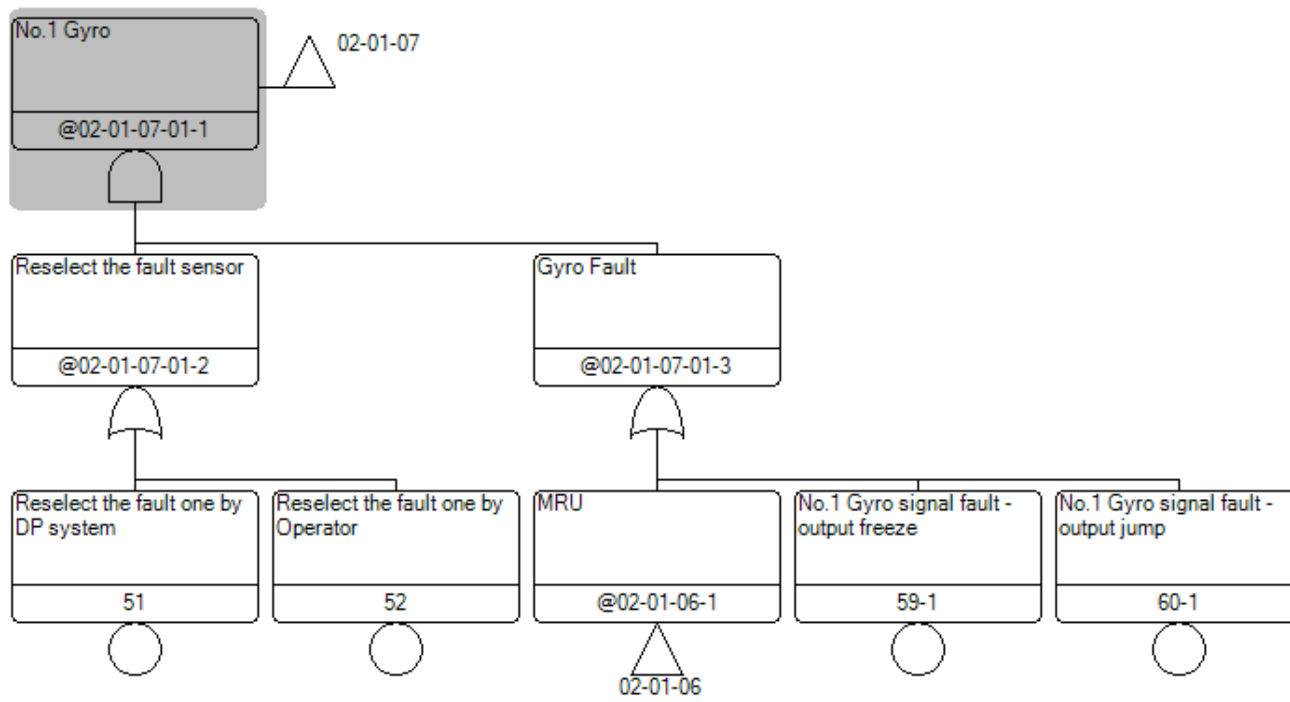 No.1 Gyro
02-01-07
@02-01-07-01-1
Reselect the fault sensor
@02-01-07-01-2
Gyro Fault
@02-01-07-01-3
Reselect the fault one by
DP system
51
Reselect the fault one by
Operator
52
MRU
@02-01-06-1
02-01-06
No.1 Gyro signal fault -
output freeze
59-1
No.1 Gyro signal fault -
output jump
60-1